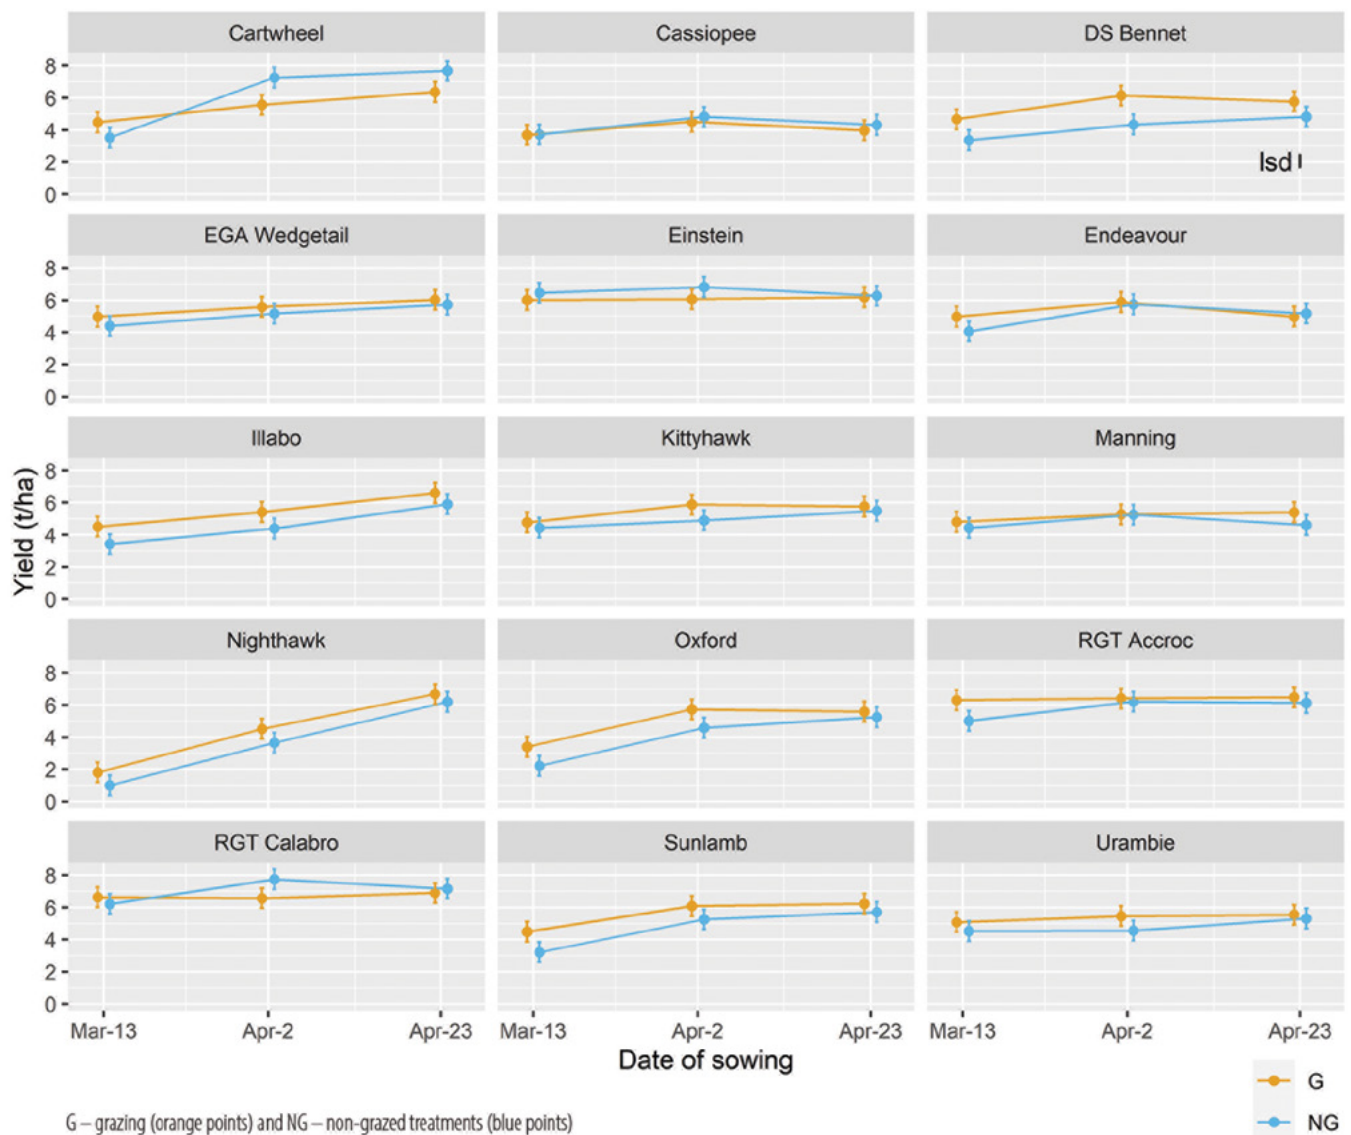 Cartwheel Cassiopee DS Bennet
8
6
4
2
0
lsd
EGA Wedgetail Einstein Endeavour
8
6
4
2
0
Illabo Kittyhawk Manning
8
6
4
2
0
Yield (t/ha)
Nighthawk Oxford RGT Accroc
8
6
4
2
0
RGT Calabro Sunlamb Urambie
8
6
4
2
0
Mar-13 Apr-2 Apr-23 Mar-13 Apr-2 Apr-23 Mar-13 Apr-2 Apr-23
Date of sowing
G
NG
G – grazing (orange points) and NG – non-grazed treatments (blue points)